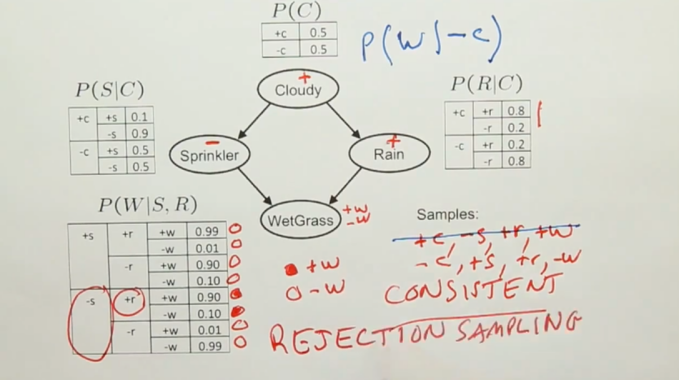 P(C)
+c 0.5
-c 0.5
P(W|-c)
P(S|C)
+c +s 0.1
-s 0.9
-c +s 0.5
-s 0.5
+
Cloudy
P(R|C)
+c +r 0.8
-r 0.2
-c +r 0.2
-r 0.8
-
Sprinkler
+
Rain
P(W|S, R)
+s +r +w 0.99
-w 0.01
-r +w 0.90
-w 0.10
-s +r +w 0.90
-w 0.10
-r +w 0.01
-w 0.99
WetGrass
+w
-w
+w
-w
Samples:
+c, -s, +r, +w
-c, +s, +r, -w
CONSISTENT
REJECTION SAMPLING